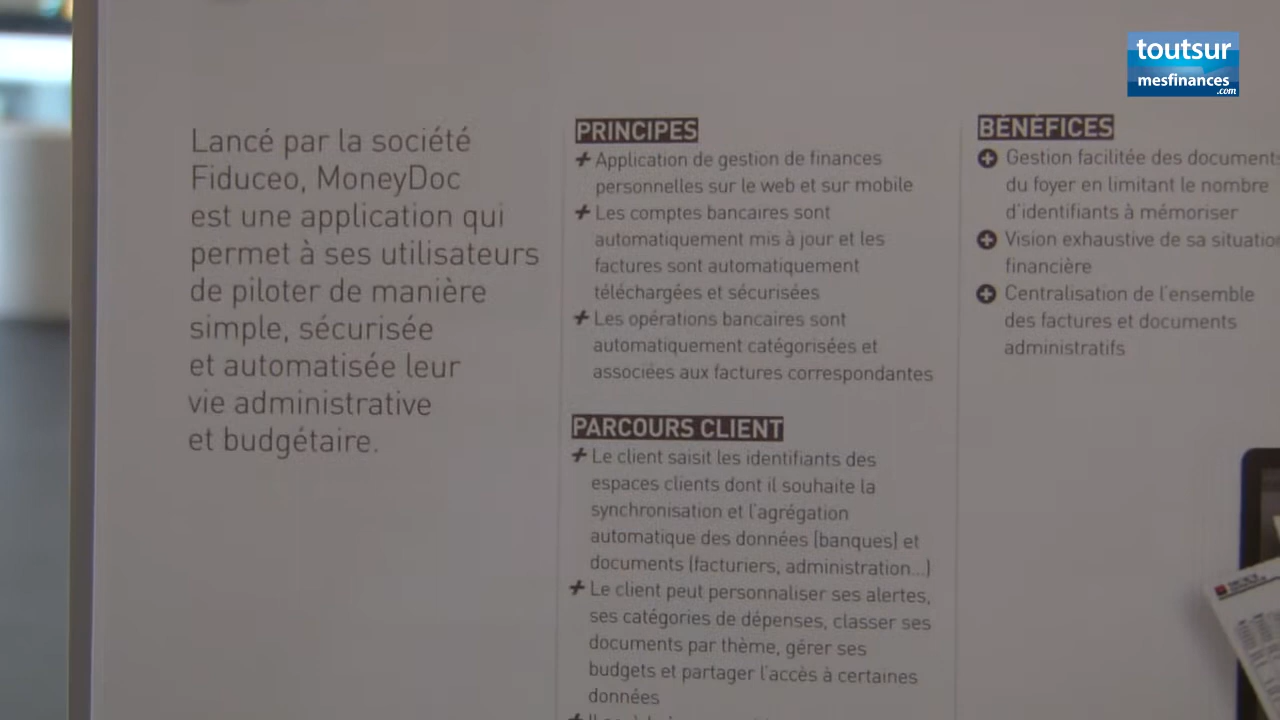 toutsur
mesfinances
.com
Lancé par la société
Fiduceo, MoneyDoc
est une application qui
permet à ses utilisateurs
de piloter de manière
simple, sécurisée
et automatisée leur
vie administrative
et budgétaire.
PRINCIPES
+ Application de gestion de finances
personnelles sur le web et sur mobile
+ Les comptes bancaires sont
automatiquement mis à jour et les
factures sont automatiquement
téléchargées et sécurisées
+ Les opérations bancaires sont
automatiquement catégorisées et
associées aux factures correspondantes
PARCOURS CLIENT
+ Le client saisit les identifiants des
espaces clients dont il souhaite la
synchronisation et l'agrégation
automatique des données (banques) et
documents (facturiers, administration...)
+ Le client peut personnaliser ses alertes,
ses catégories de dépenses, classer ses
documents par thème, gérer ses
budgets et partager l'accès à certaines
données
BÉNÉFICES
+ Gestion facilitée des documents
du foyer en limitant le nombre
d'identifiants à mémoriser
+ Vision exhaustive de sa situatio
financière
+ Centralisation de l'ensemble
des factures et documents
administratifs